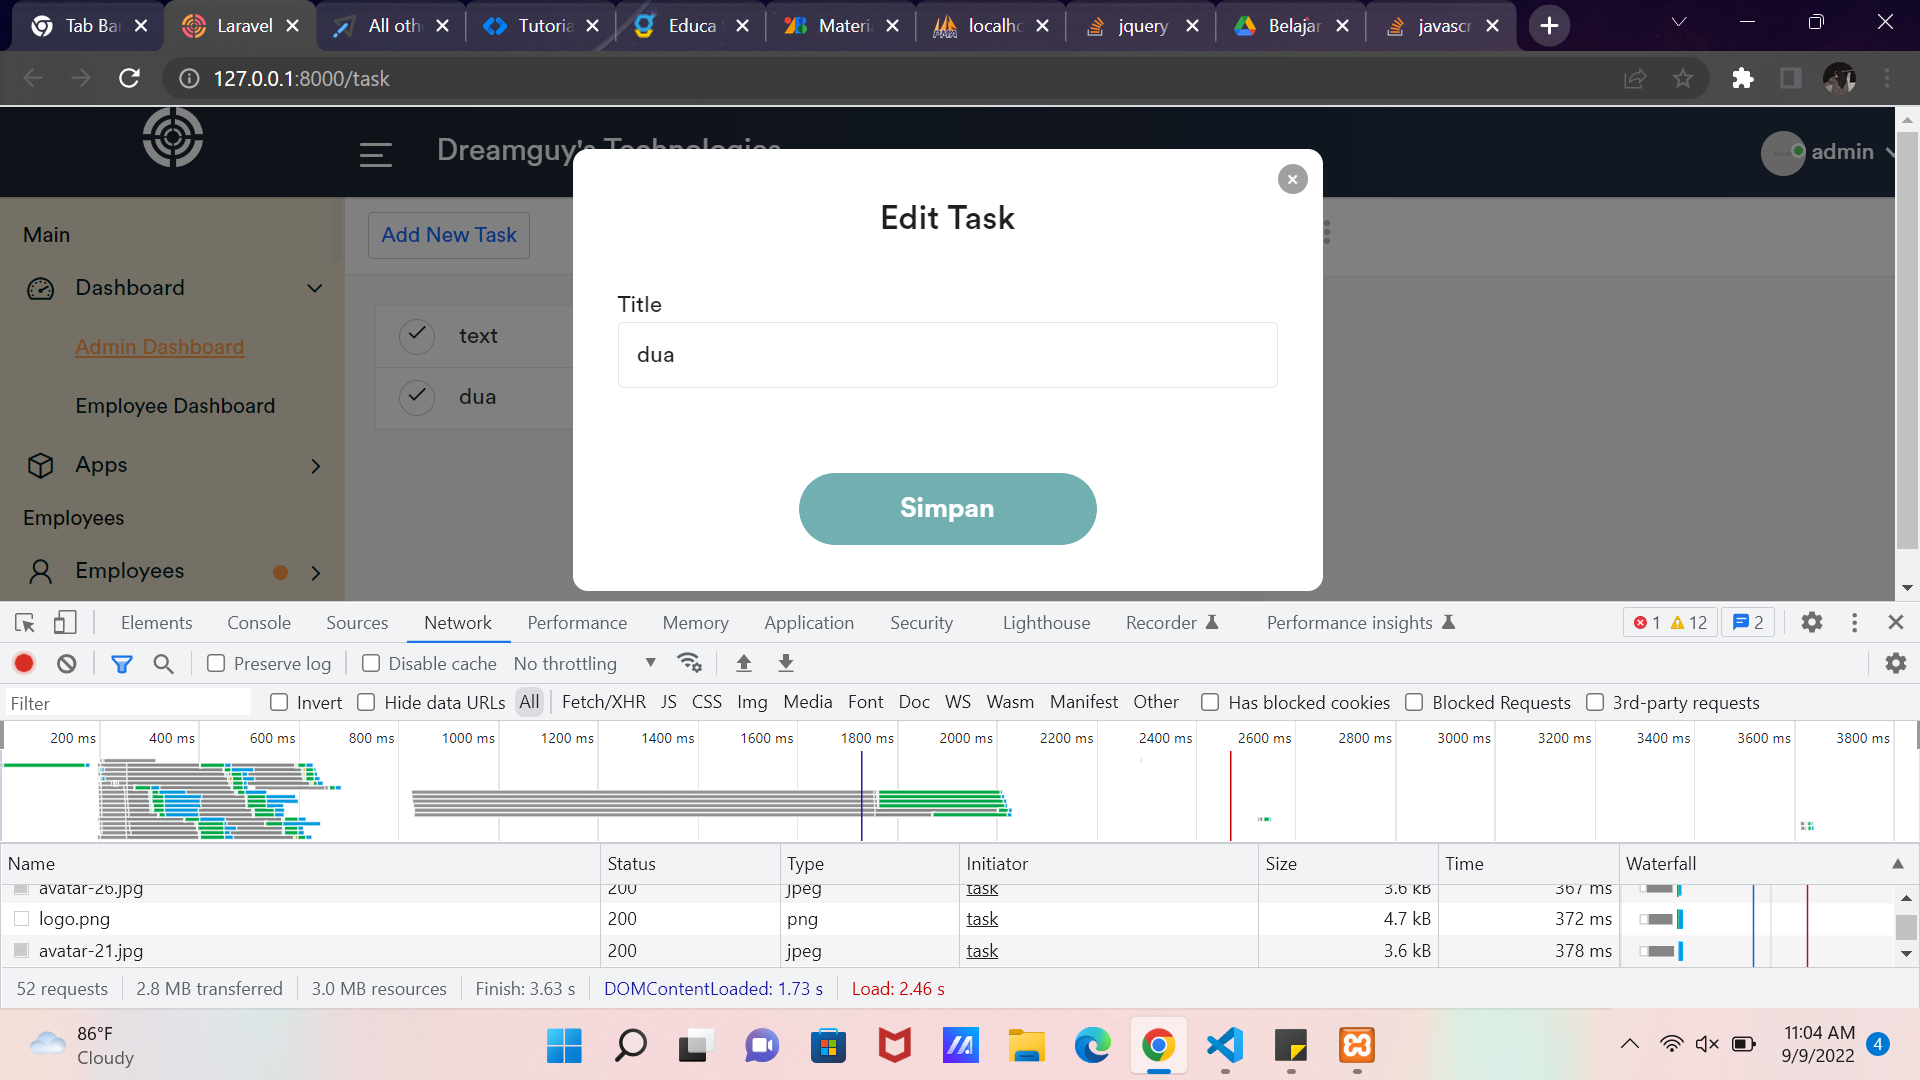 Tab Bar
Laravel
All oth
Tutoria
Educa
Materi
localho
jquery
Belajar
javascr
127.0.0.1:8000/task
Dreamguy's Technologies
admin
Main
Add New Task
Dashboard
Admin Dashboard
Employee Dashboard
Apps
Employees
Employees
text
dua
Edit Task
Title
dua
Simpan
Elements Console Sources Network Performance Memory Application Security Lighthouse Recorder Performance insights 1 12 2
Preserve log Disable cache No throttling
Filter Invert Hide data URLs All Fetch/XHR JS CSS Img Media Font Doc WS Wasm Manifest Other Has blocked cookies Blocked Requests 3rd-party requests
200 ms 400 ms 600 ms 800 ms 1000 ms 1200 ms 1400 ms 1600 ms 1800 ms 2000 ms 2200 ms 2400 ms 2600 ms 2800 ms 3000 ms 3200 ms 3400 ms 3600 ms 3800 ms
Name Status Type Initiator Size Time Waterfall
avatar-26.jpg 200 jpeg task 3.6 kB 367 ms
logo.png 200 png task 4.7 kB 372 ms
avatar-21.jpg 200 jpeg task 3.6 kB 378 ms
52 requests 2.8 MB transferred 3.0 MB resources Finish: 3.63 s DOMContentLoaded: 1.73 s Load: 2.46 s
86°F
Cloudy
11:04 AM
9/9/2022
4